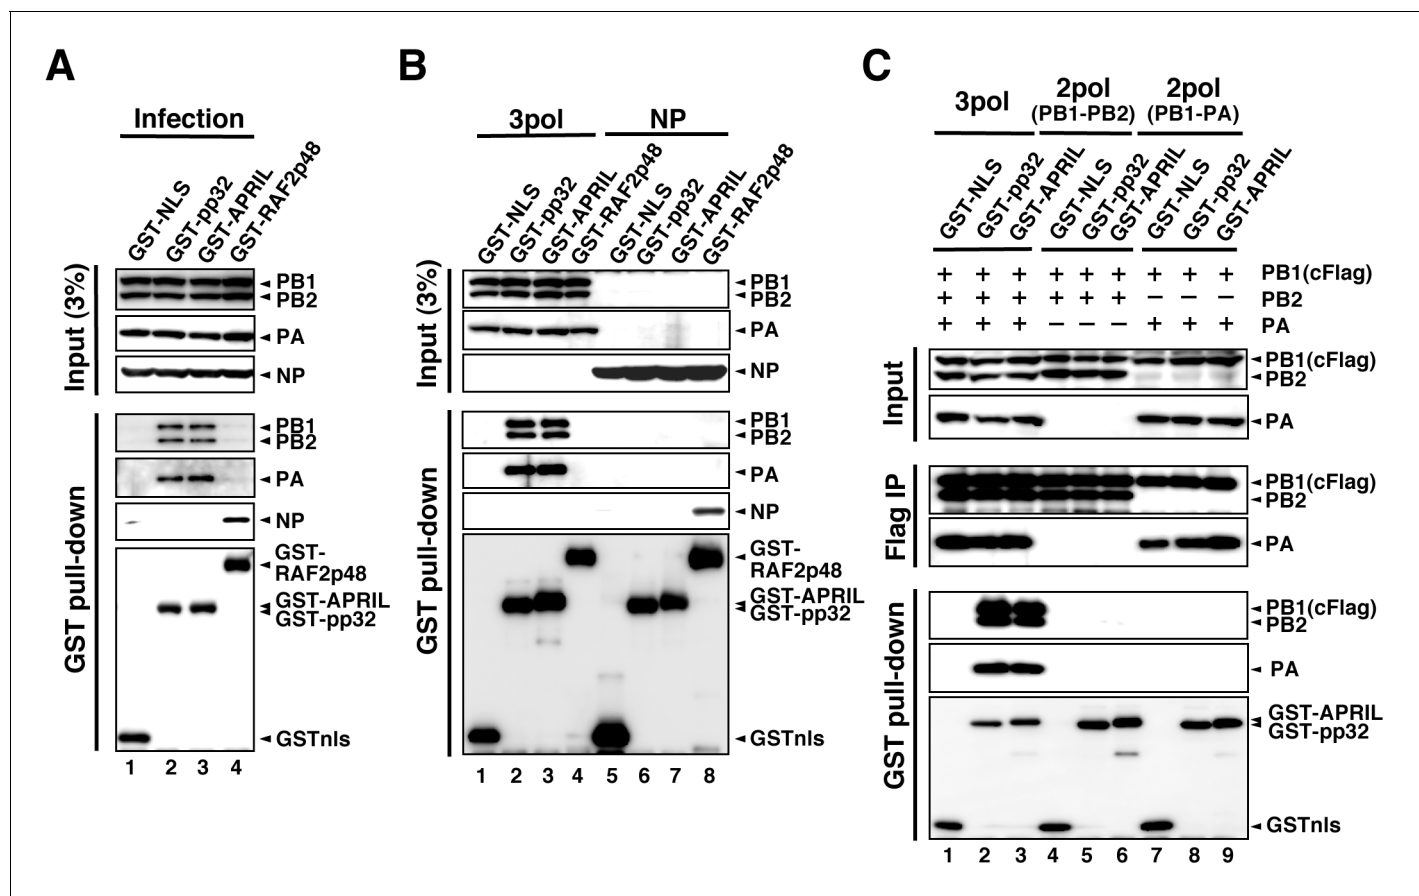 A
Infection
GST-NLS
GST-pp32
GST-APRIL
GST-RAF2p48
Input (3%)
PB1
PB2
PA
NP
GST pull-down
PB1
PB2
PA
NP
GST-
RAF2p48
GST-APRIL
GST-pp32
GSTnls
1 2 3 4
B
3pol NP
GST-NLS
GST-pp32
GST-APRIL
GST-RAF2p48
GST-NLS
GST-pp32
GST-APRIL
GST-RAF2p48
Input (3%)
PB1
PB2
PA
NP
GST pull-down
PB1
PB2
PA
NP
GST-
RAF2p48
GST-APRIL
GST-pp32
GSTnls
1 2 3 4 5 6 7 8
C
3pol
2pol
(PB1-PB2)
2pol
(PB1-PA)
GST-NLS
GST-pp32
GST-APRIL
GST-NLS
GST-pp32
GST-APRIL
GST-NLS
GST-pp32
GST-APRIL
+ + + + + + + + + PB1(cFlag)
+ + + + + + − − − PB2
+ + + − − − + + + PA
Input
PB1(cFlag)
PB2
PA
Flag IP
PB1(cFlag)
PB2
PA
GST pull-down
PB1(cFlag)
PB2
PA
GST-APRIL
GST-pp32
GSTnls
1 2 3 4 5 6 7 8 9